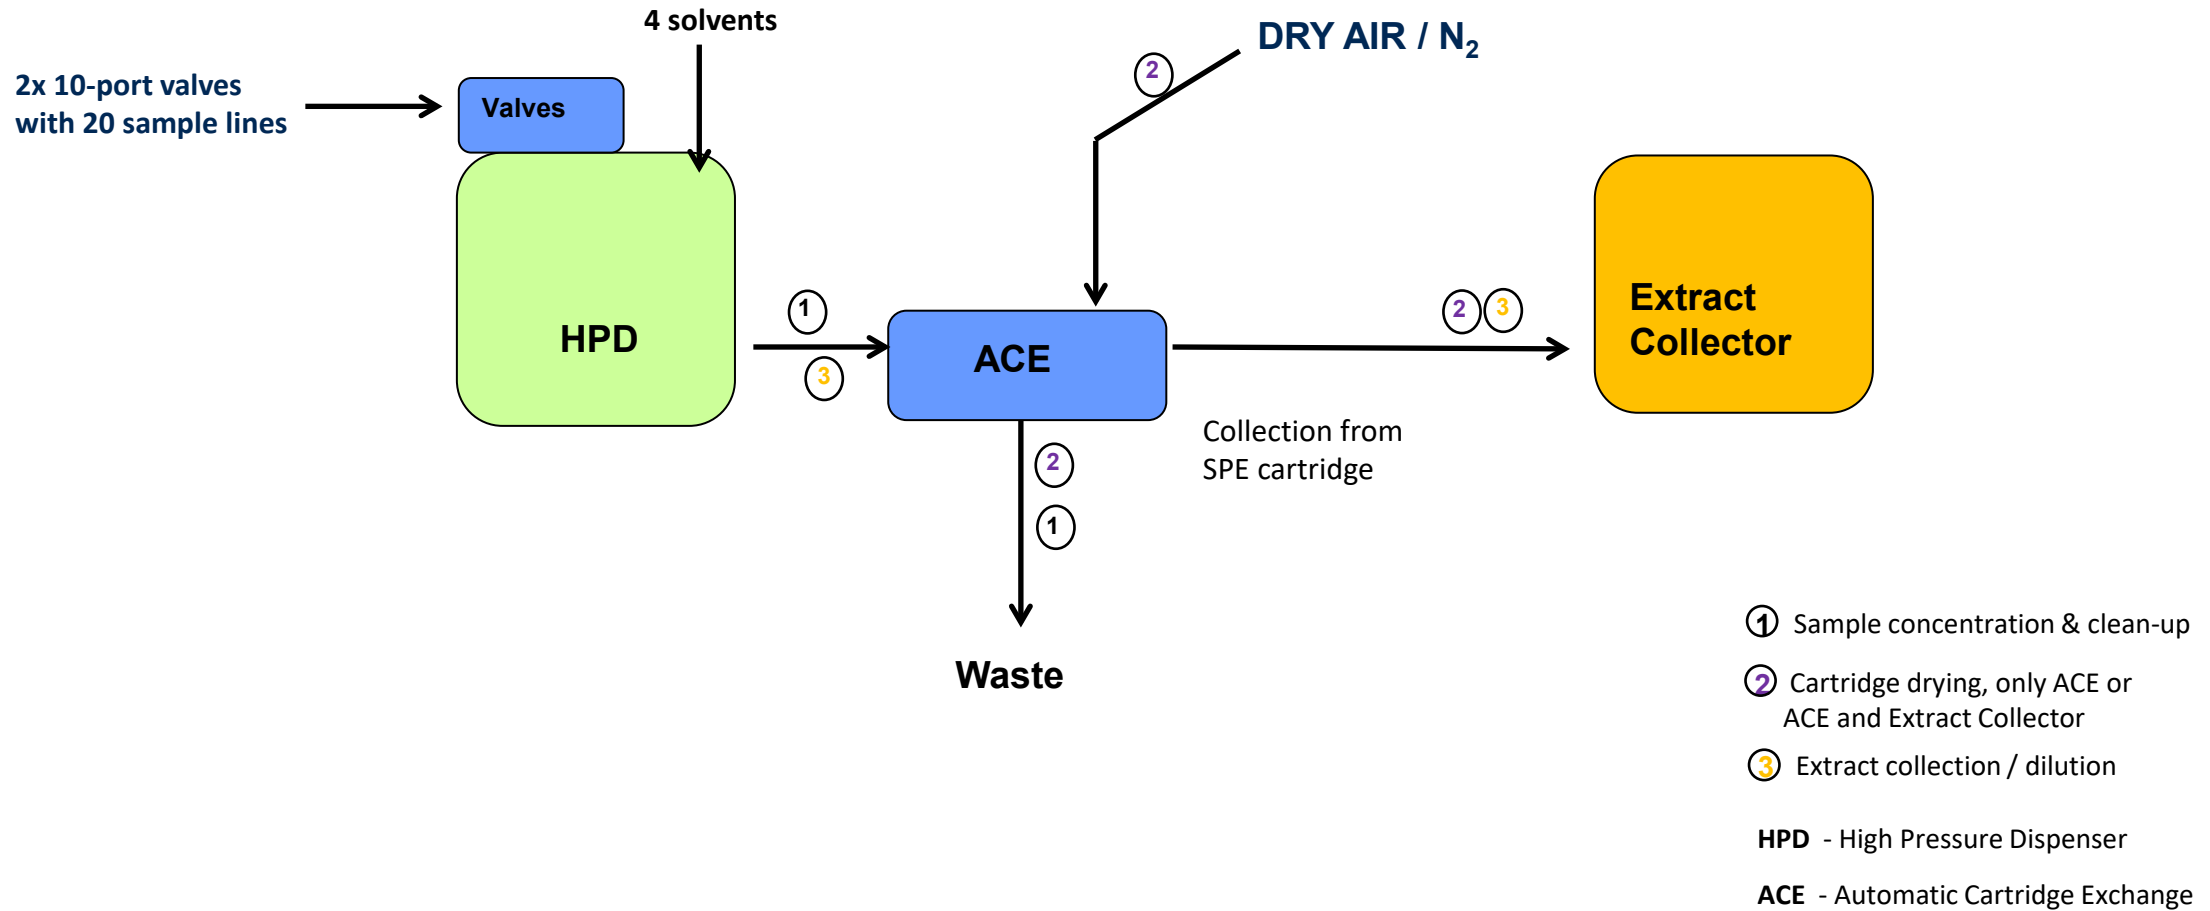 4 solvents
DRY AIR / N₂
2
2x 10-port valves
with 20 sample lines
Valves
1
2 3
Extract
Collector
HPD
ACE
3
Collection from
SPE cartridge
2
1
Waste
1 Sample concentration & clean-up
2 Cartridge drying, only ACE or
ACE and Extract Collector
3 Extract collection / dilution
HPD - High Pressure Dispenser
ACE - Automatic Cartridge Exchange